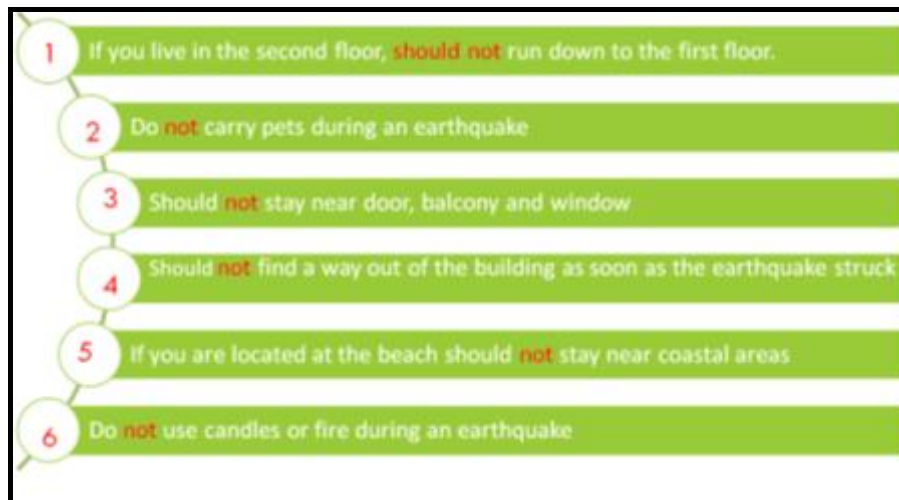 1 If you live in the second floor, should not run down to the first floor.
2 Do not carry pets during an earthquake
3 Should not stay near door, balcony and window
4 Should not find a way out of the building as soon as the earthquake struck
5 If you are located at the beach should not stay near coastal areas
6 Do not use candles or fire during an earthquake